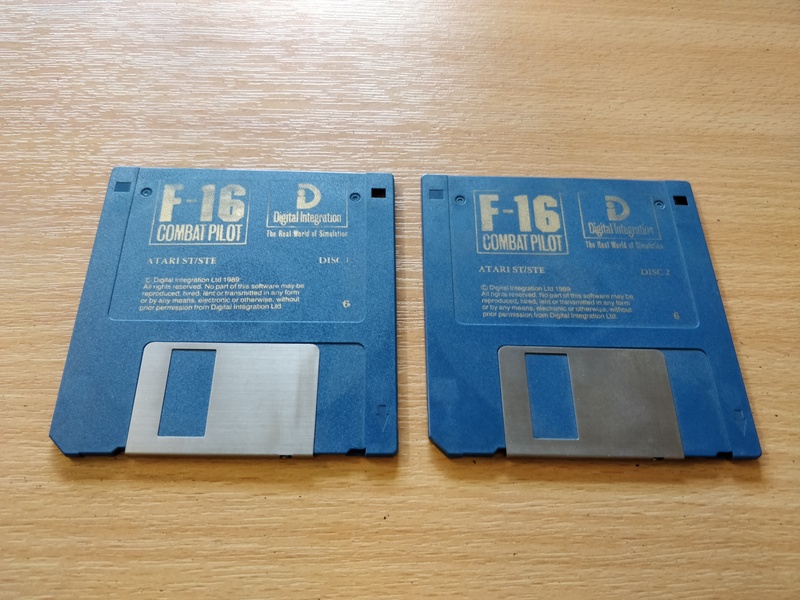 F-16
COMBAT PILOT
D
Digital Integration
The Real World of Simulation
ATARI ST/STE
DISC 1
© Digital Integration Ltd 1989
All rights reserved. No part of this software may be
reproduced, hired, lent or transmitted in any form
or by any means, electronic or otherwise, without
prior permission from Digital Integration Ltd.
6
F-16
COMBAT PILOT
D
Digital Integration
The Real World of Simulation
ATARI ST/STE
DISC 2
© Digital Integration Ltd 1989
All rights reserved. No part of this software may be
reproduced, hired, lent or transmitted in any form
or by any means, electronic or otherwise, without
prior permission from Digital Integration Ltd.
6